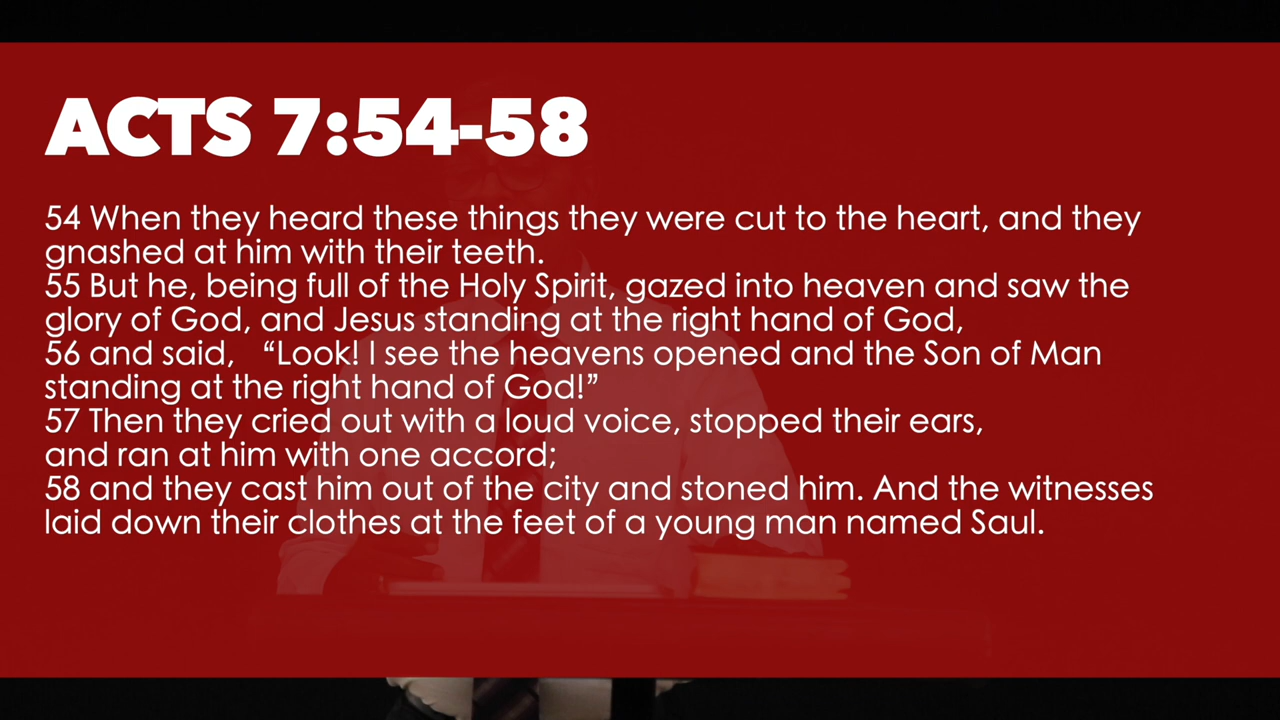 ACTS 7:54-58
54 When they heard these things they were cut to the heart, and they
gnashed at him with their teeth.
55 But he, being full of the Holy Spirit, gazed into heaven and saw the
glory of God, and Jesus standing at the right hand of God,
56 and said,   “Look! I see the heavens opened and the Son of Man
standing at the right hand of God!”
57 Then they cried out with a loud voice, stopped their ears,
and ran at him with one accord;
58 and they cast him out of the city and stoned him. And the witnesses
laid down their clothes at the feet of a young man named Saul.